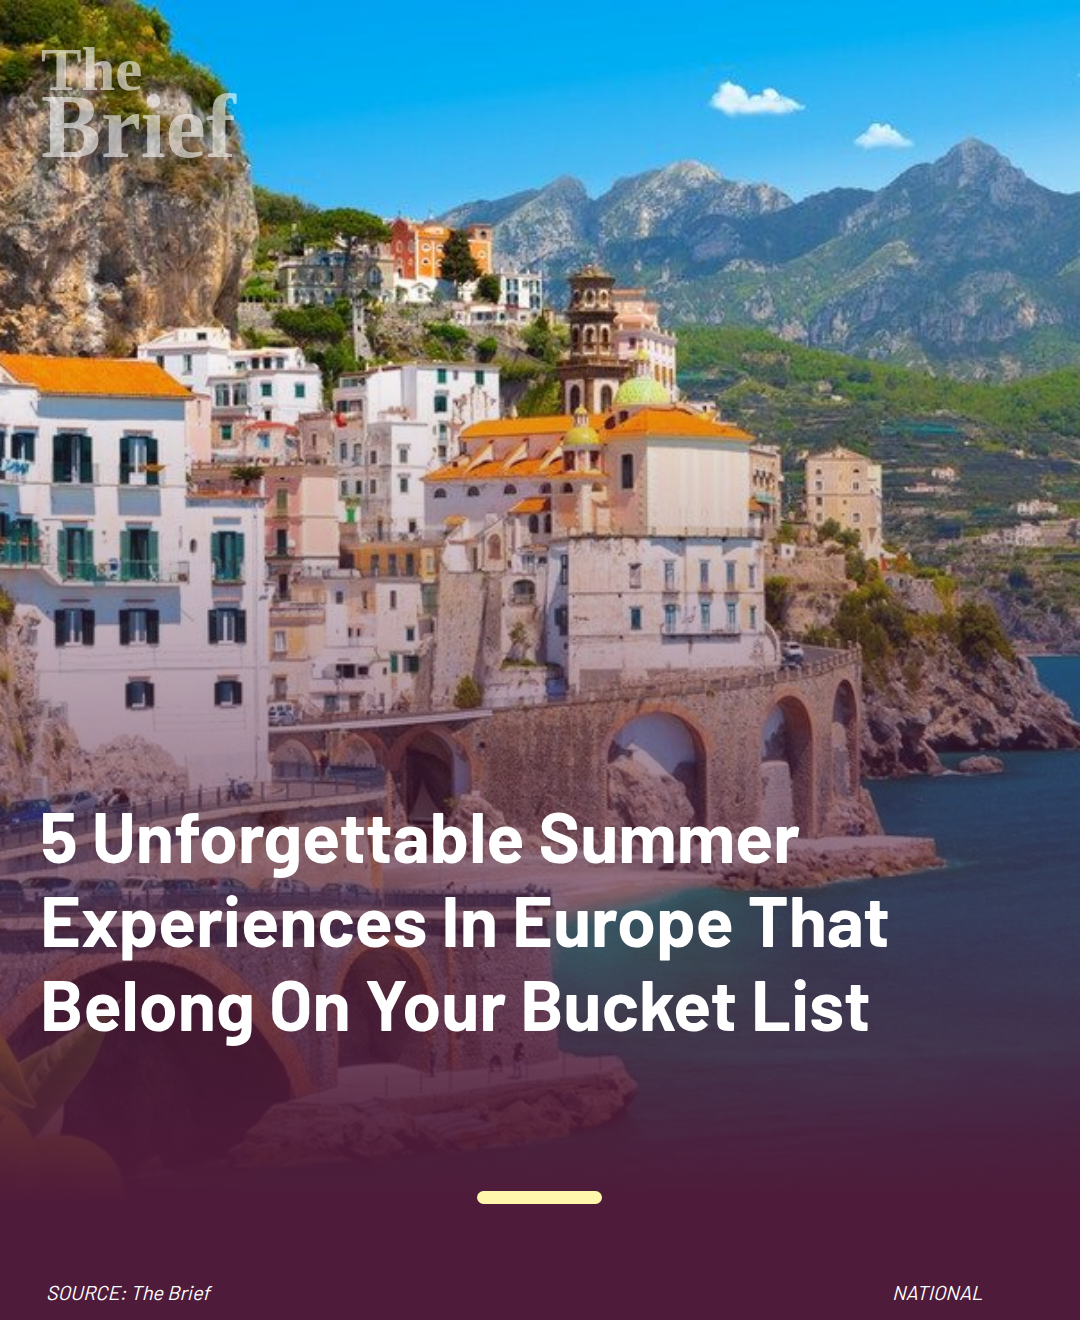 The
Brief
5 Unforgettable Summer
Experiences In Europe That
Belong On Your Bucket List
SOURCE: The Brief
NATIONAL